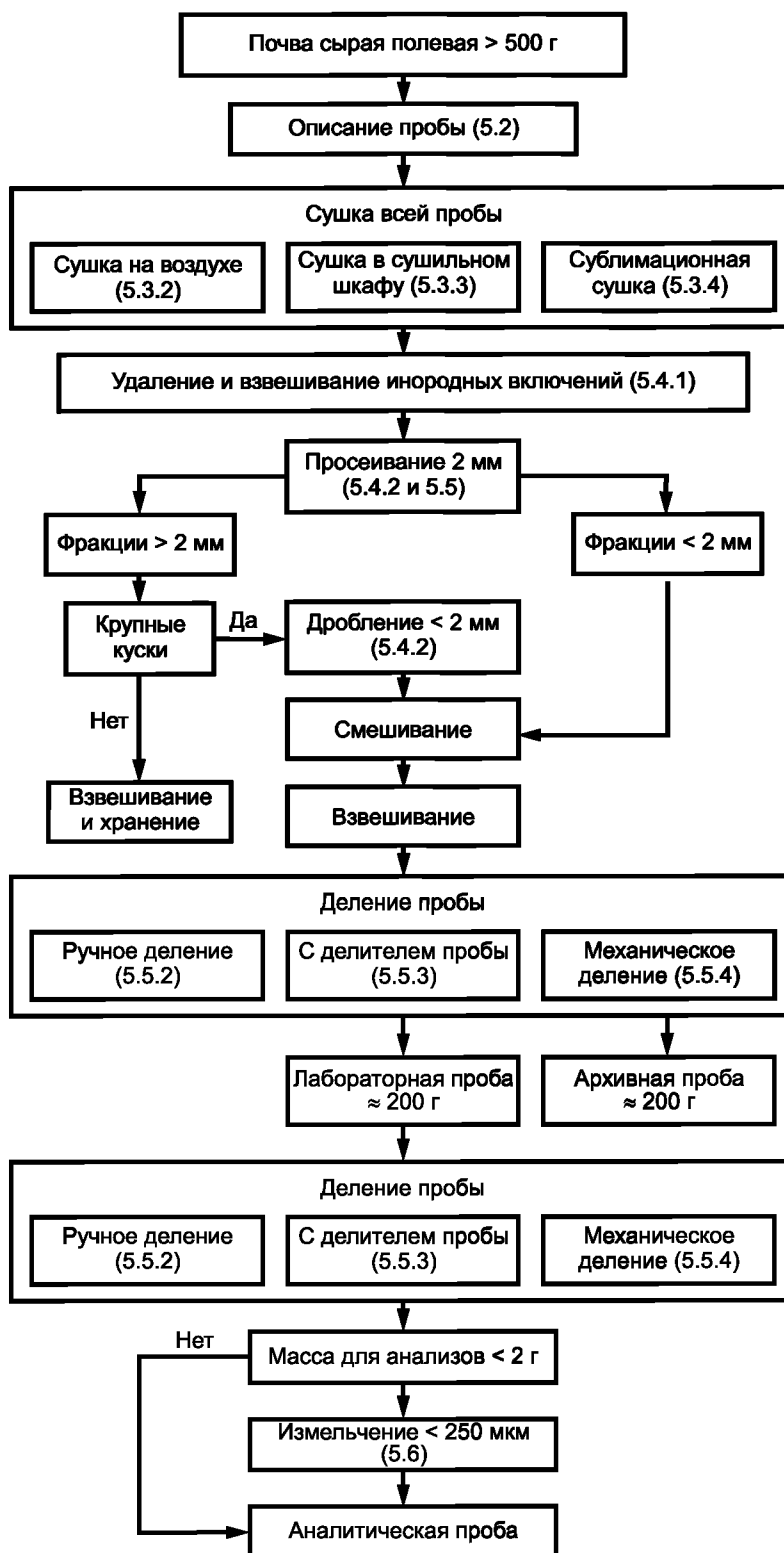 Почва сырая полевая > 500 г
Описание пробы (5.2)
Сушка всей пробы
Сушка на воздухе
(5.3.2)
Сушка в сушильном
шкафу (5.3.3)
Сублимационная
сушка (5.3.4)
Удаление и взвешивание инородных включений (5.4.1)
Просеивание 2 мм
(5.4.2 и 5.5)
Фракции > 2 мм
Фракции < 2 мм
Крупные
куски
Да
Дробление < 2 мм
(5.4.2)
Нет
Смешивание
Взвешивание
и хранение
Взвешивание
Деление пробы
Ручное деление
(5.5.2)
С делителем пробы
(5.5.3)
Механическое
деление (5.5.4)
Лабораторная проба
≈ 200 г
Архивная проба
≈ 200 г
Деление пробы
Ручное деление
(5.5.2)
С делителем пробы
(5.5.3)
Механическое
деление (5.5.4)
Нет
Масса для анализов < 2 г
Измельчение < 250 мкм
(5.6)
Аналитическая проба